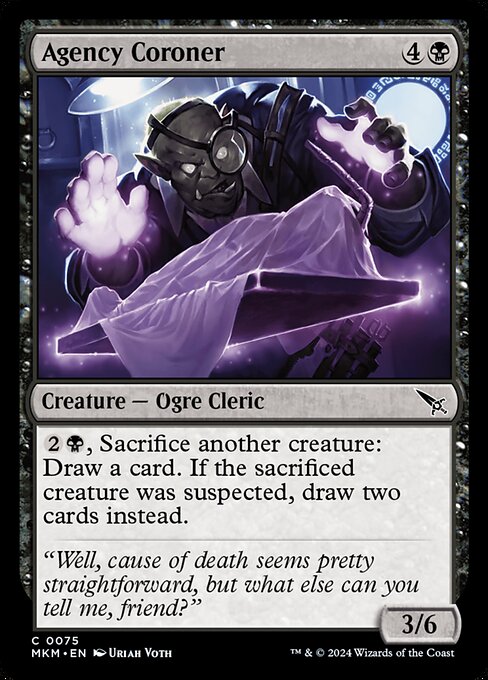 Agency Coroner 4
Creature — Ogre Cleric
2, Sacrifice another creature:
Draw a card. If the sacrificed
creature was suspected, draw two
cards instead.
“Well, cause of death seems pretty
straightforward, but what else can you
tell me, friend?”
3/6
C 0075
MKM • EN Uriah Voth
™ & © 2024 Wizards of the Coast